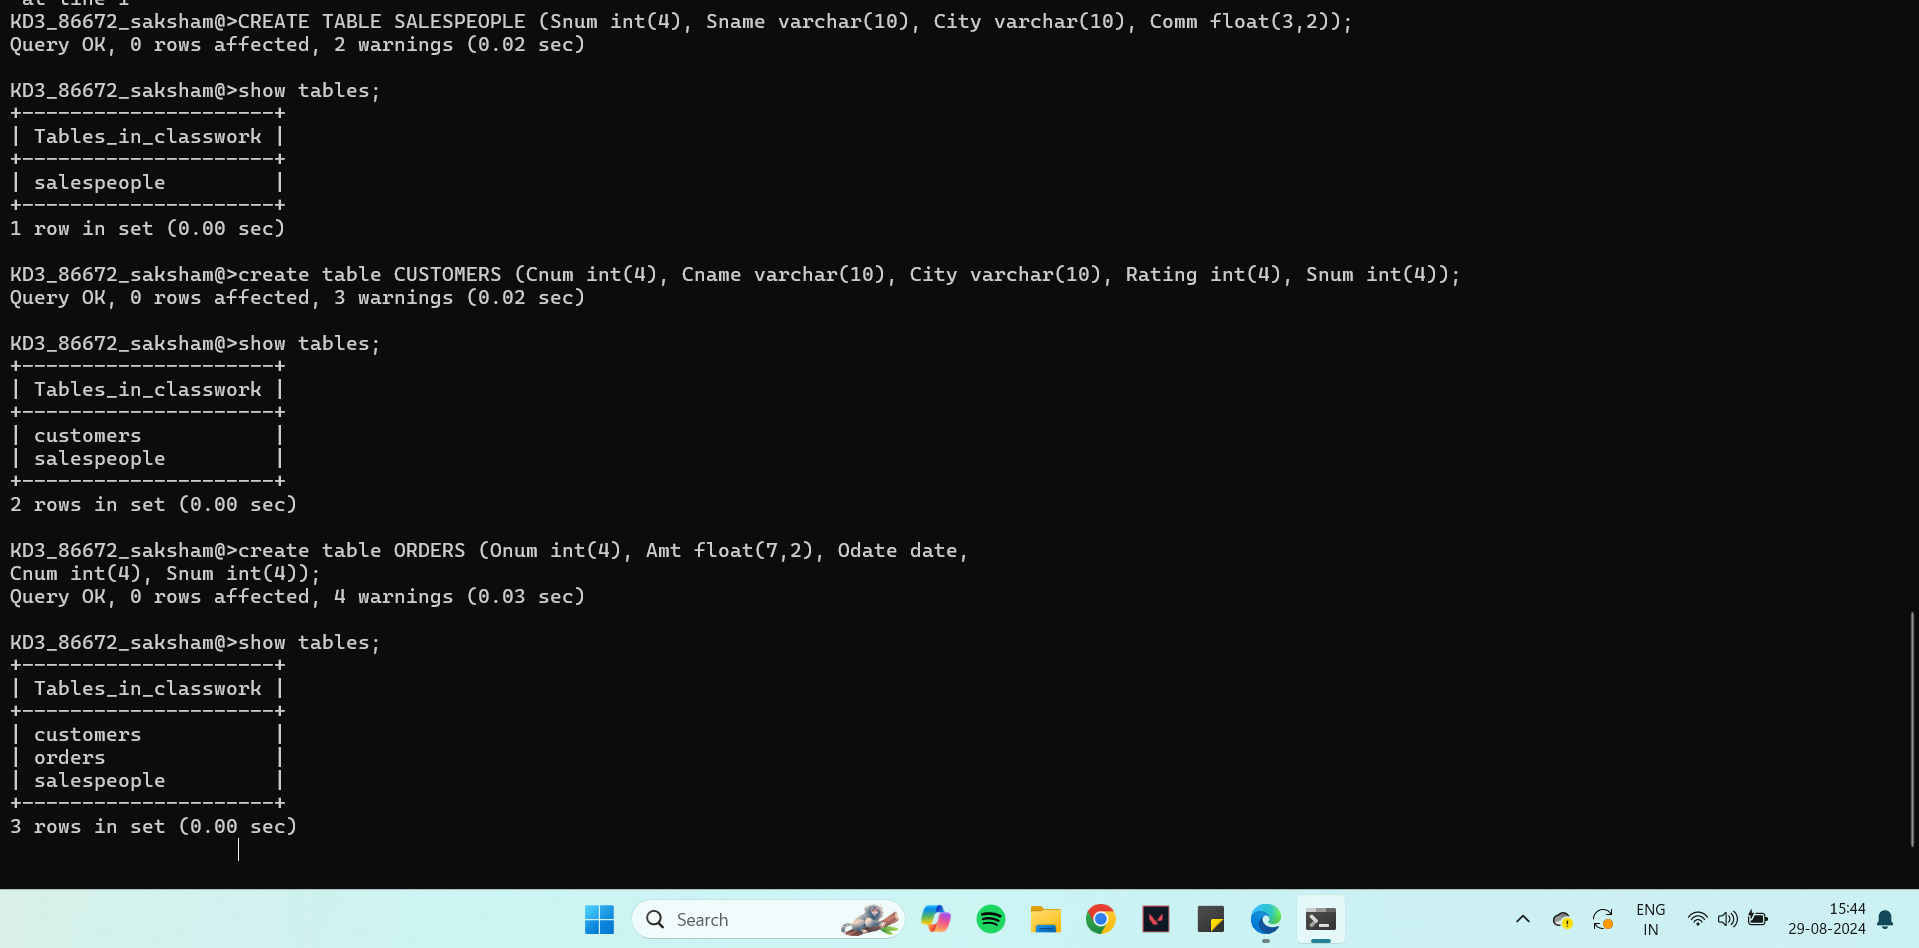 at line 1
KD3_86672_saksham@>CREATE TABLE SALESPEOPLE (Snum int(4), Sname varchar(10), City varchar(10), Comm float(3,2));
Query OK, 0 rows affected, 2 warnings (0.02 sec)
KD3_86672_saksham@>show tables;
+---------------------+
| Tables_in_classwork |
+---------------------+
| salespeople         |
+---------------------+
1 row in set (0.00 sec)
KD3_86672_saksham@>create table CUSTOMERS (Cnum int(4), Cname varchar(10), City varchar(10), Rating int(4), Snum int(4));
Query OK, 0 rows affected, 3 warnings (0.02 sec)
KD3_86672_saksham@>show tables;
+---------------------+
| Tables_in_classwork |
+---------------------+
| customers           |
| salespeople         |
+---------------------+
2 rows in set (0.00 sec)
KD3_86672_saksham@>create table ORDERS (Onum int(4), Amt float(7,2), Odate date,
Cnum int(4), Snum int(4));
Query OK, 0 rows affected, 4 warnings (0.03 sec)
KD3_86672_saksham@>show tables;
+---------------------+
| Tables_in_classwork |
+---------------------+
| customers           |
| orders              |
| salespeople         |
+---------------------+
3 rows in set (0.00 sec)
Search
ENG
IN
15:44
29-08-2024